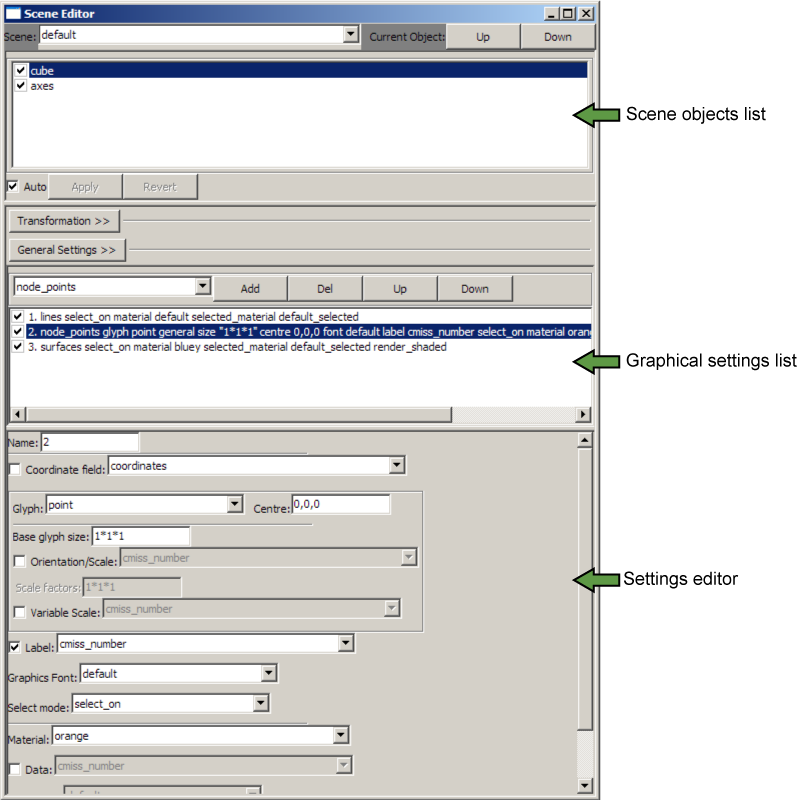 Scene Editor
Scene: default Current Object: Up Down
cube
axes
Scene objects list
Auto Apply Revert
Transformation >>
General Settings >>
node_points Add Del Up Down
1. lines select_on material default selected_material default_selected
2. node_points glyph point general size "1*1*1" centre 0,0,0 font default label cmiss_number select_on material oran
3. surfaces select_on material bluey selected_material default_selected render_shaded
Graphical settings list
Name: 2
Coordinate field: coordinates
Glyph: point Centre: 0,0,0
Base glyph size: 1*1*1
Orientation/Scale: cmiss_number
Settings editor
Scale factors: 1*1*1
Variable Scale: cmiss_number
Label: cmiss_number
Graphics Font: default
Select mode: select_on
Material: orange
Data: cmiss_number